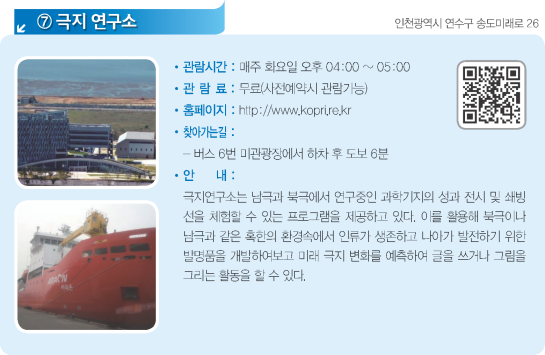 ⑦ 극지 연구소
인천광역시 연수구 송도미래로 26
• 관람시간 : 매주 화요일 오후 04:00 ~ 05:00
• 관 람 료 : 무료(사전예약시 관람가능)
• 홈페이지 : http://www.kopri.re.kr
• 찾아가는길 :
- 버스 6번 미관광장에서 하차 후 도보 6분
• 안 내 :
극지연구소는 남극과 북극에서 연구중인 과학기지의 성과 전시 및 쇄빙
선을 체험할 수 있는 프로그램을 제공하고 있다. 이를 활용해 북극이나
남극과 같은 혹한의 환경속에서 인류가 생존하고 나아가 발전하기 위한
발명품을 개발하여보고 미래 극지 변화를 예측하여 글을 쓰거나 그림을
그리는 활동을 할 수 있다.